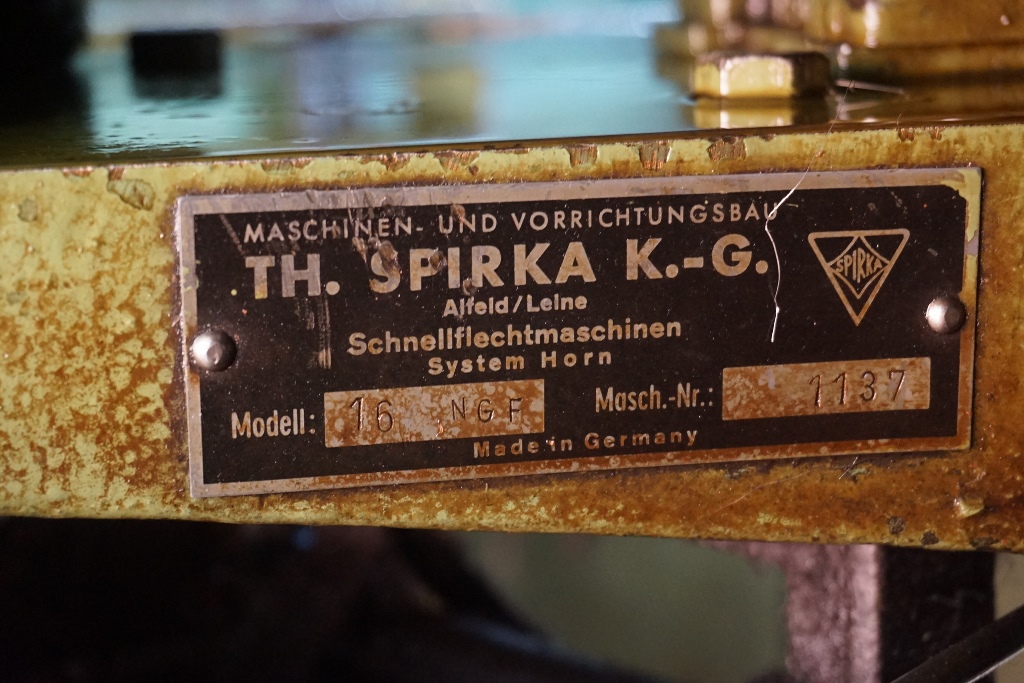 MASCHINEN- UND VORRICHTUNGSBAU
TH. SPIRKA K.-G.
SPIRKA
Alfeld/Leine
Schnellflechtmaschinen
System Horn
Modell: 16 NGF Masch.-Nr.: 1137
Made in Germany